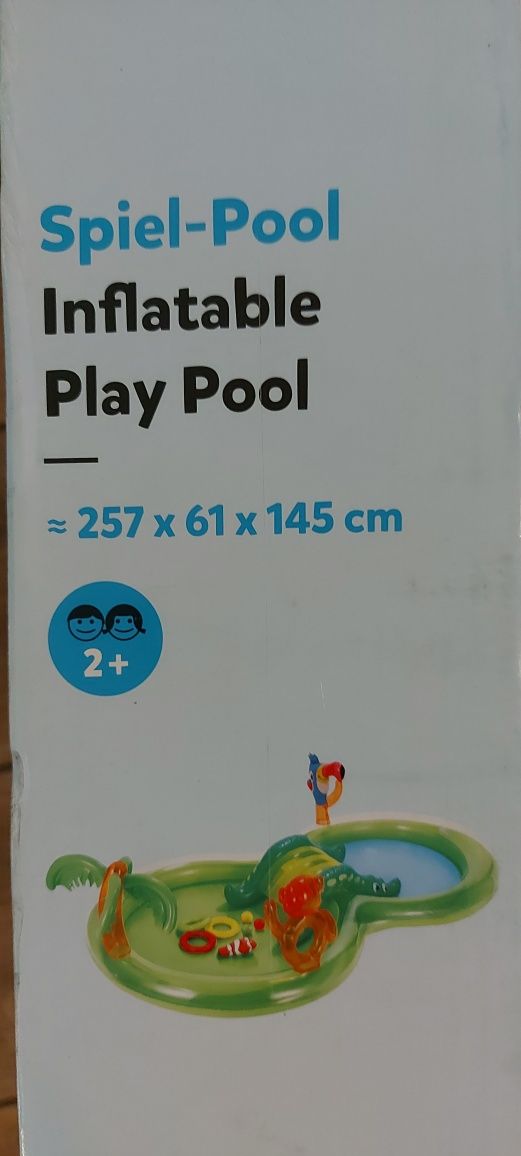 Spiel-Pool
Inflatable
Play Pool
≈ 257 x 61 x 145 cm
2+